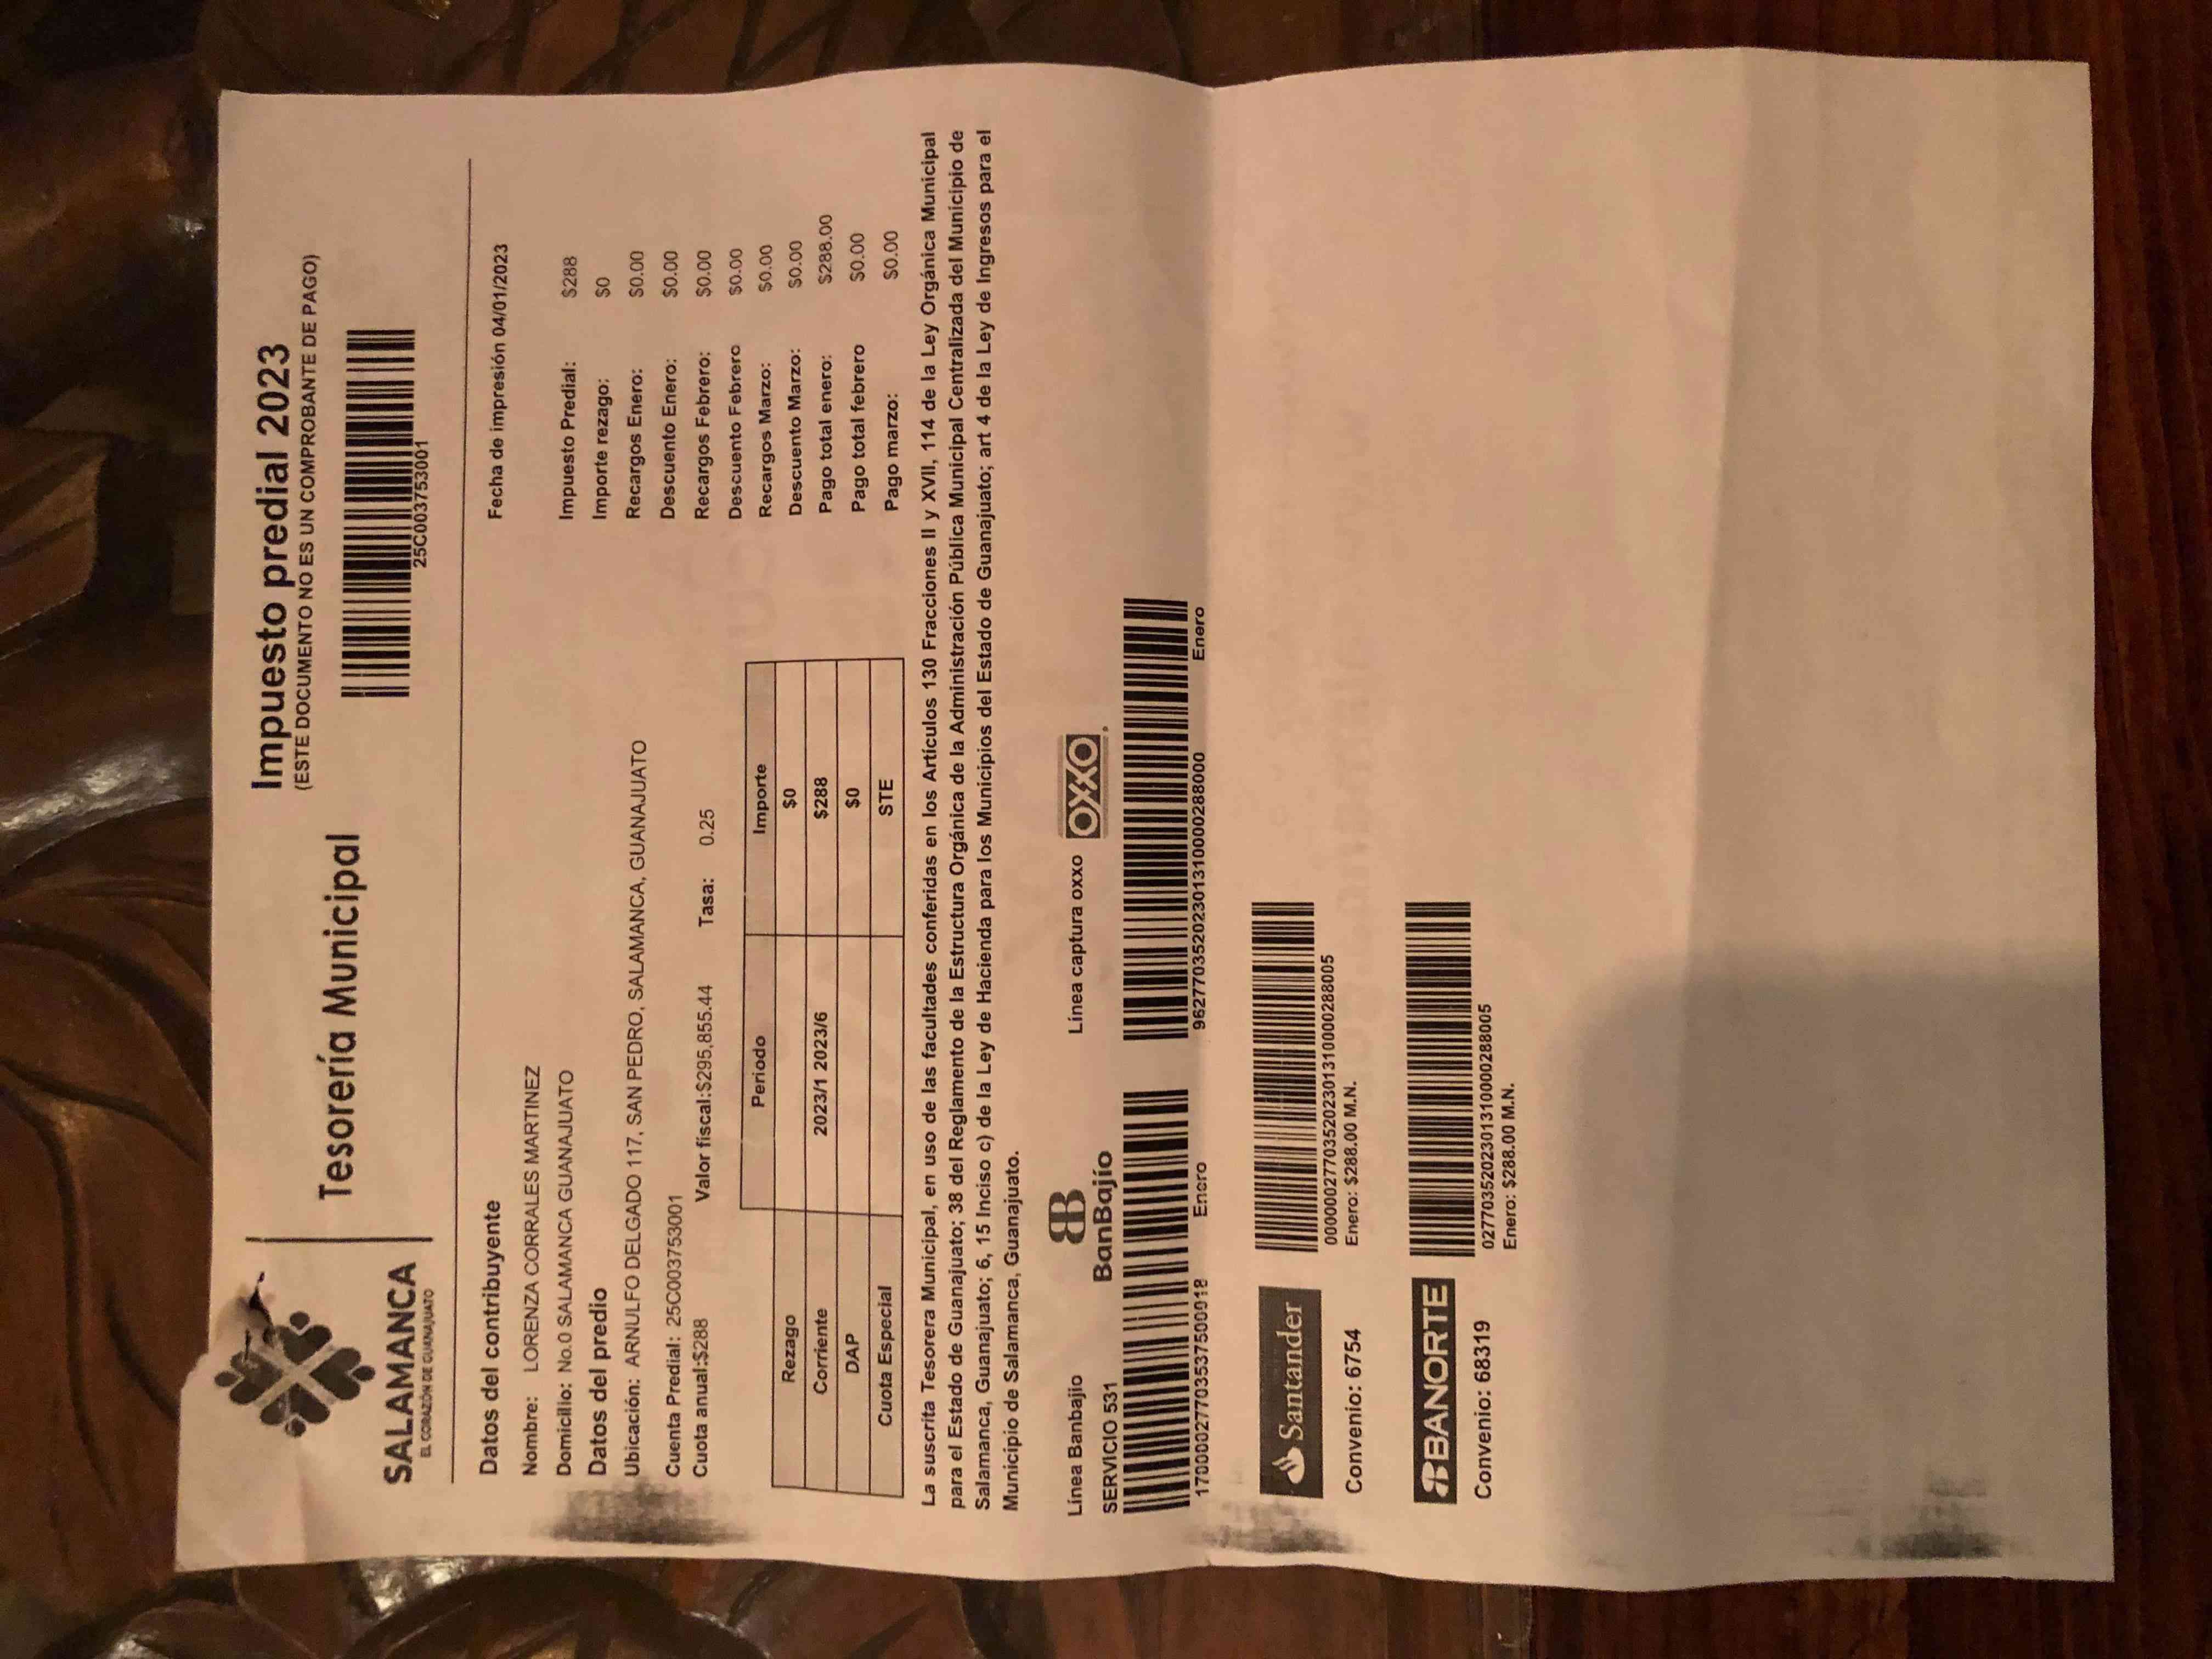 SALAMANCA
EL CORAZÓN DE GUANAJUATO
Tesorería Municipal
Impuesto predial 2023
(ESTE DOCUMENTO NO ES UN COMPROBANTE DE PAGO)
25C003753001
Datos del contribuyente
Fecha de impresión 04/01/2023
Nombre: LORENZA CORRALES MARTINEZ
Domicilio: No.0 SALAMANCA GUANAJUATO
Datos del predio
Ubicación: ARNULFO DELGADO 117, SAN PEDRO, SALAMANCA, GUANAJUATO
Cuenta Predial: 25C003753001
Cuota anual:$288 Valor fiscal:$295,855.44 Tasa: 0.25
Impuesto Predial: $288
Importe rezago: $0
Recargos Enero: $0.00
Descuento Enero: $0.00
Recargos Febrero: $0.00
Descuento Febrero $0.00
Recargos Marzo: $0.00
Descuento Marzo: $0.00
Pago total enero: $288.00
Pago total febrero $0.00
Pago marzo: $0.00
Periodo Importe
Rezago $0
Corriente 2023/1 2023/6 $288
DAP $0
Cuota Especial STE
La suscrita Tesorera Municipal, en uso de las facultades conferidas en los Artículos 130 Fracciones II y XVII, 114 de la Ley Orgánica Municipal
para el Estado de Guanajuato; 38 del Reglamento de la Estructura Orgánica de la Administración Pública Municipal Centralizada del Municipio de
Salamanca, Guanajuato; 6, 15 Inciso c) de la Ley de Hacienda para los Municipios del Estado de Guanajuato; art 4 de la Ley de Ingresos para el
Municipio de Salamanca, Guanajuato.
Línea Banbajio
BanBajío
SERVICIO 531
Enero
Línea captura oxxo OXXO
96277035202301310000288000 Enero
Santander
Convenio: 6754
000000277035202301310000288005
Enero: $288.00 M.N.
BANORTE
Convenio: 68319
0277035202301310000288005
Enero: $288.00 M.N.